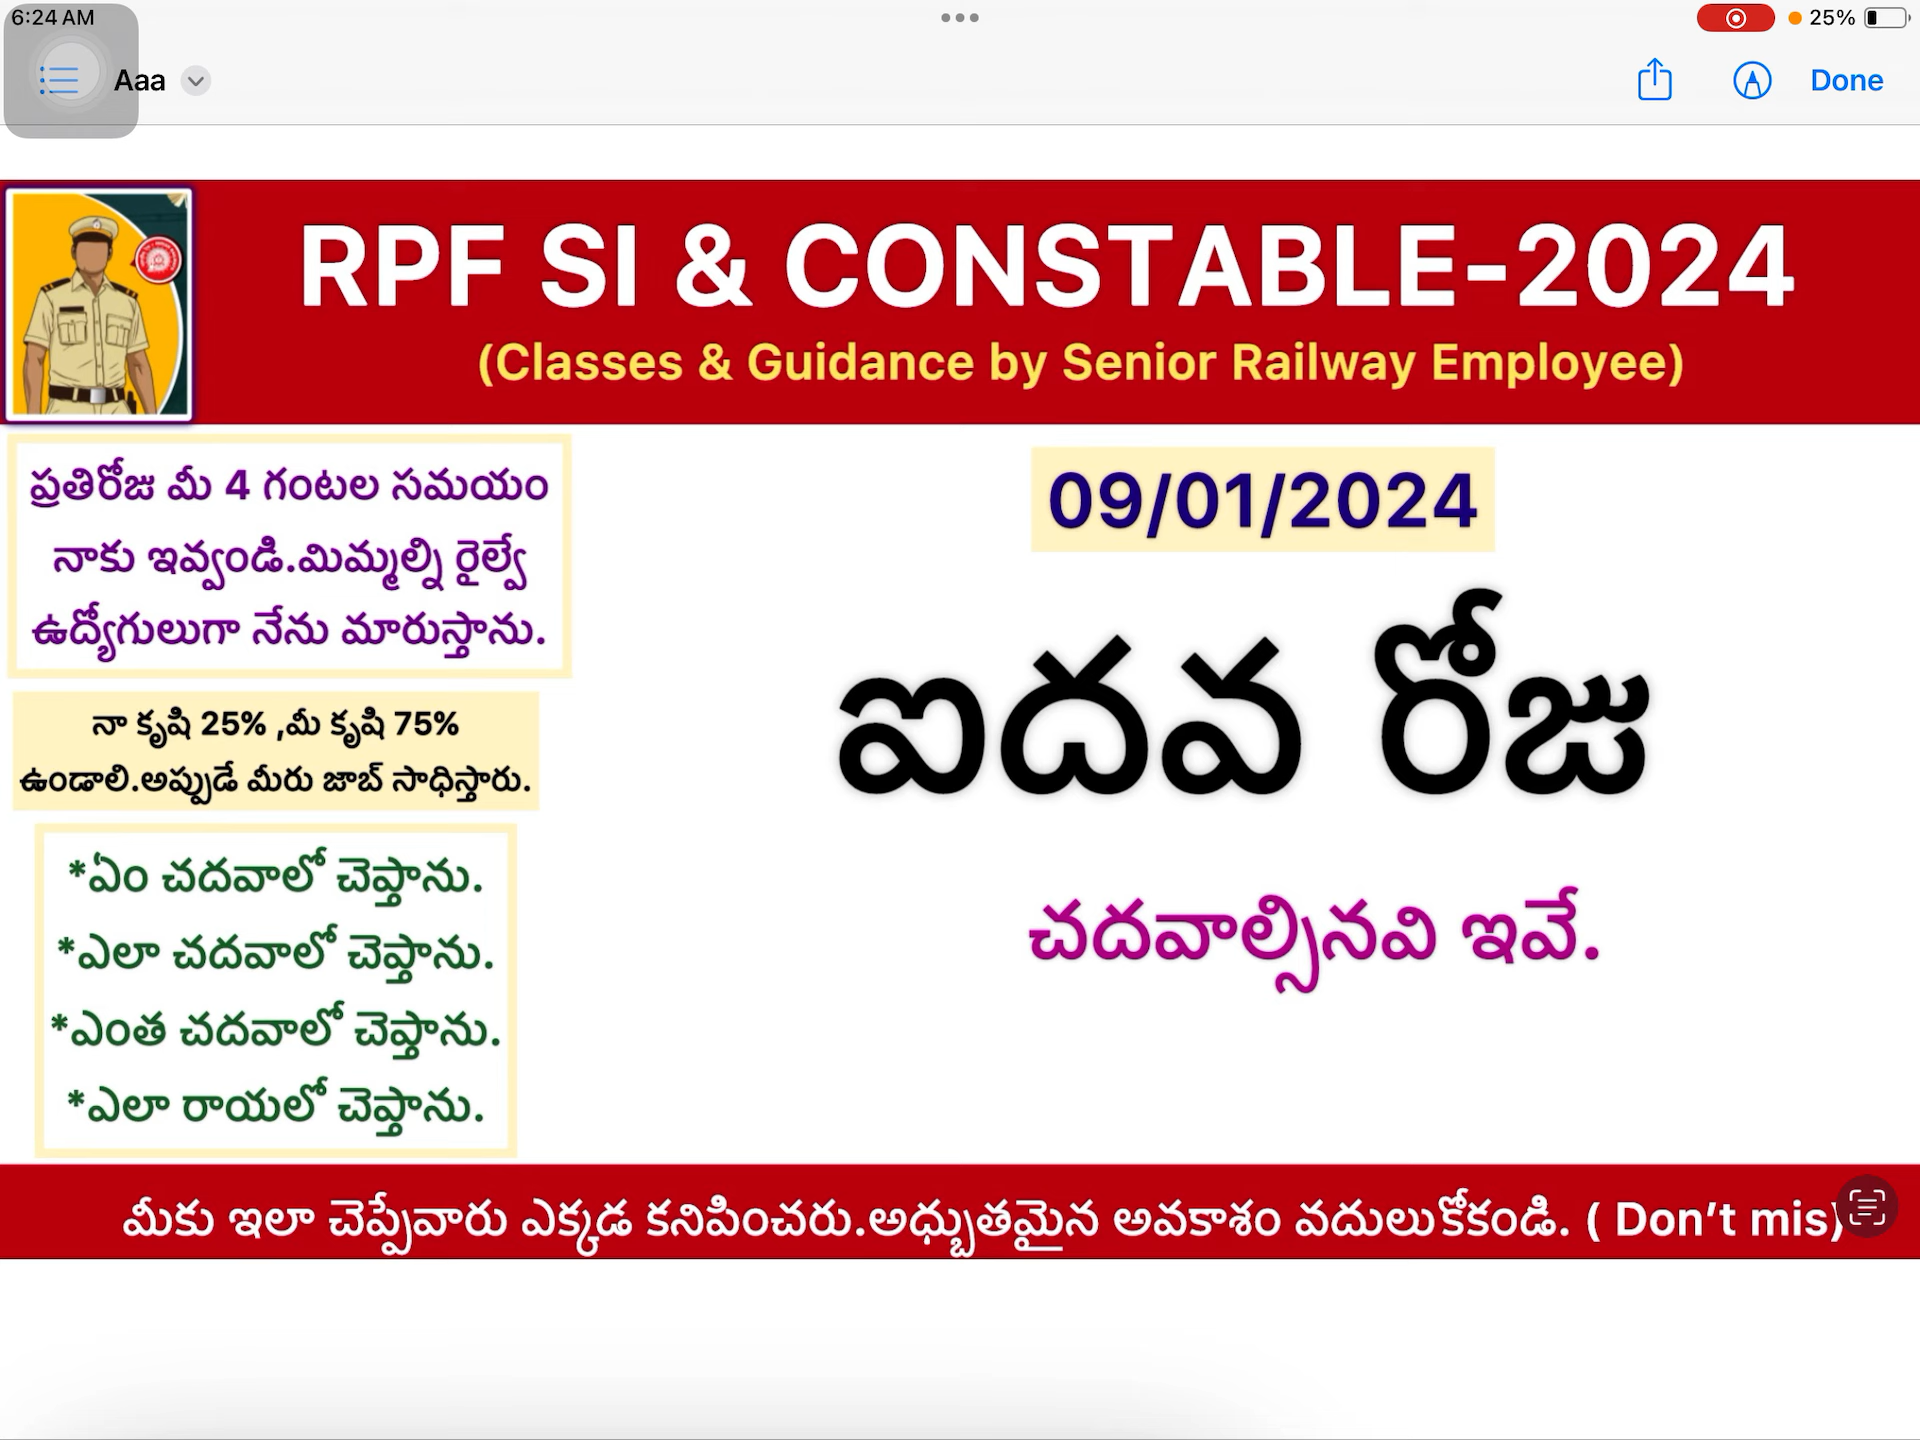 6:24 AM
25%
Aaa
Done
RPF SI & CONSTABLE-2024
(Classes & Guidance by Senior Railway Employee)
ప్రతిరోజు మీ 4 గంటల సమయం
నాకు ఇవ్వండి.మిమ్మల్ని రైల్వే
ఉద్యోగులుగా నేను మారుస్తాను.
నా కృషి 25% ,మీ కృషి 75%
ఉండాలి.అప్పుడే మీరు జాబ్ సాధిస్తారు.
*ఏం చదవాలో చెప్తాను.
*ఎలా చదవాలో చెప్తాను.
*ఎంత చదవాలో చెప్తాను.
*ఎలా రాయలో చెప్తాను.
09/01/2024
ఐదవ రోజు
చదవాల్సినవి ఇవే.
మీకు ఇలా చెప్పేవారు ఎక్కడ కనిపించరు.అధ్బుతమైన అవకాశం వదులుకోకండి. ( Don't mis)